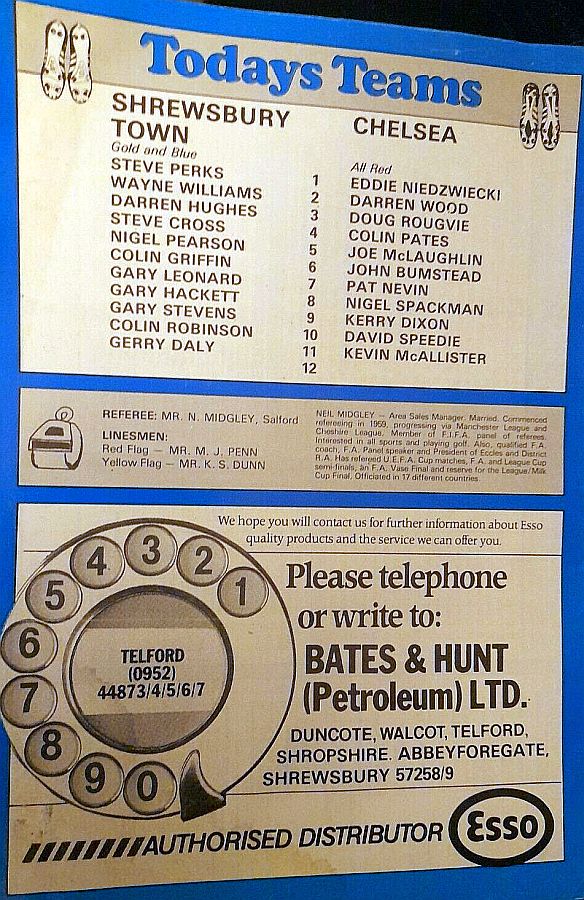 Todays Teams
SHREWSBURY
TOWN
Gold and Blue
STEVE PERKS
WAYNE WILLIAMS
DARREN HUGHES
STEVE CROSS
NIGEL PEARSON
COLIN GRIFFIN
GARY LEONARD
GARY HACKETT
GARY STEVENS
COLIN ROBINSON
GERRY DALY
1
2
3
4
5
6
7
8
9
10
11
12
CHELSEA
All Red
EDDIE NIEDZWIECKI
DARREN WOOD
DOUG ROUGVIE
COLIN PATES
JOE McLAUGHLIN
JOHN BUMSTEAD
PAT NEVIN
NIGEL SPACKMAN
KERRY DIXON
DAVID SPEEDIE
KEVIN McALLISTER
REFEREE: MR. N. MIDGLEY, Salford
LINESMEN:
Red Flag — MR. M. J. PENN
Yellow Flag — MR. K. S. DUNN
NEIL MIDGLEY — Area Sales Manager. Married. Commenced
refereeing in 1959, progressing via Manchester League and
Cheshire League. Member of F.I.F.A. panel of referees.
Interested in all sports and playing golf. Also, qualified F.A.
coach, F.A. Panel speaker and President of Eccles and District
R.A. Has refereed U.E.F.A. Cup matches, F.A. and League Cup
semi-finals, an F.A. Vase Final and reserve for the League/Milk
Cup Final. Officiated in 17 different countries.
We hope you will contact us for further information about Esso
quality products and the service we can offer you.
1
2
3
4
5
6
7
8
9
0
TELFORD
(0952)
44873/4/5/6/7
Please telephone
or write to:
BATES & HUNT
(Petroleum) LTD.
DUNCOTE, WALCOT, TELFORD,
SHROPSHIRE. ABBEYFOREGATE,
SHREWSBURY 57258/9
AUTHORISED DISTRIBUTOR
Esso